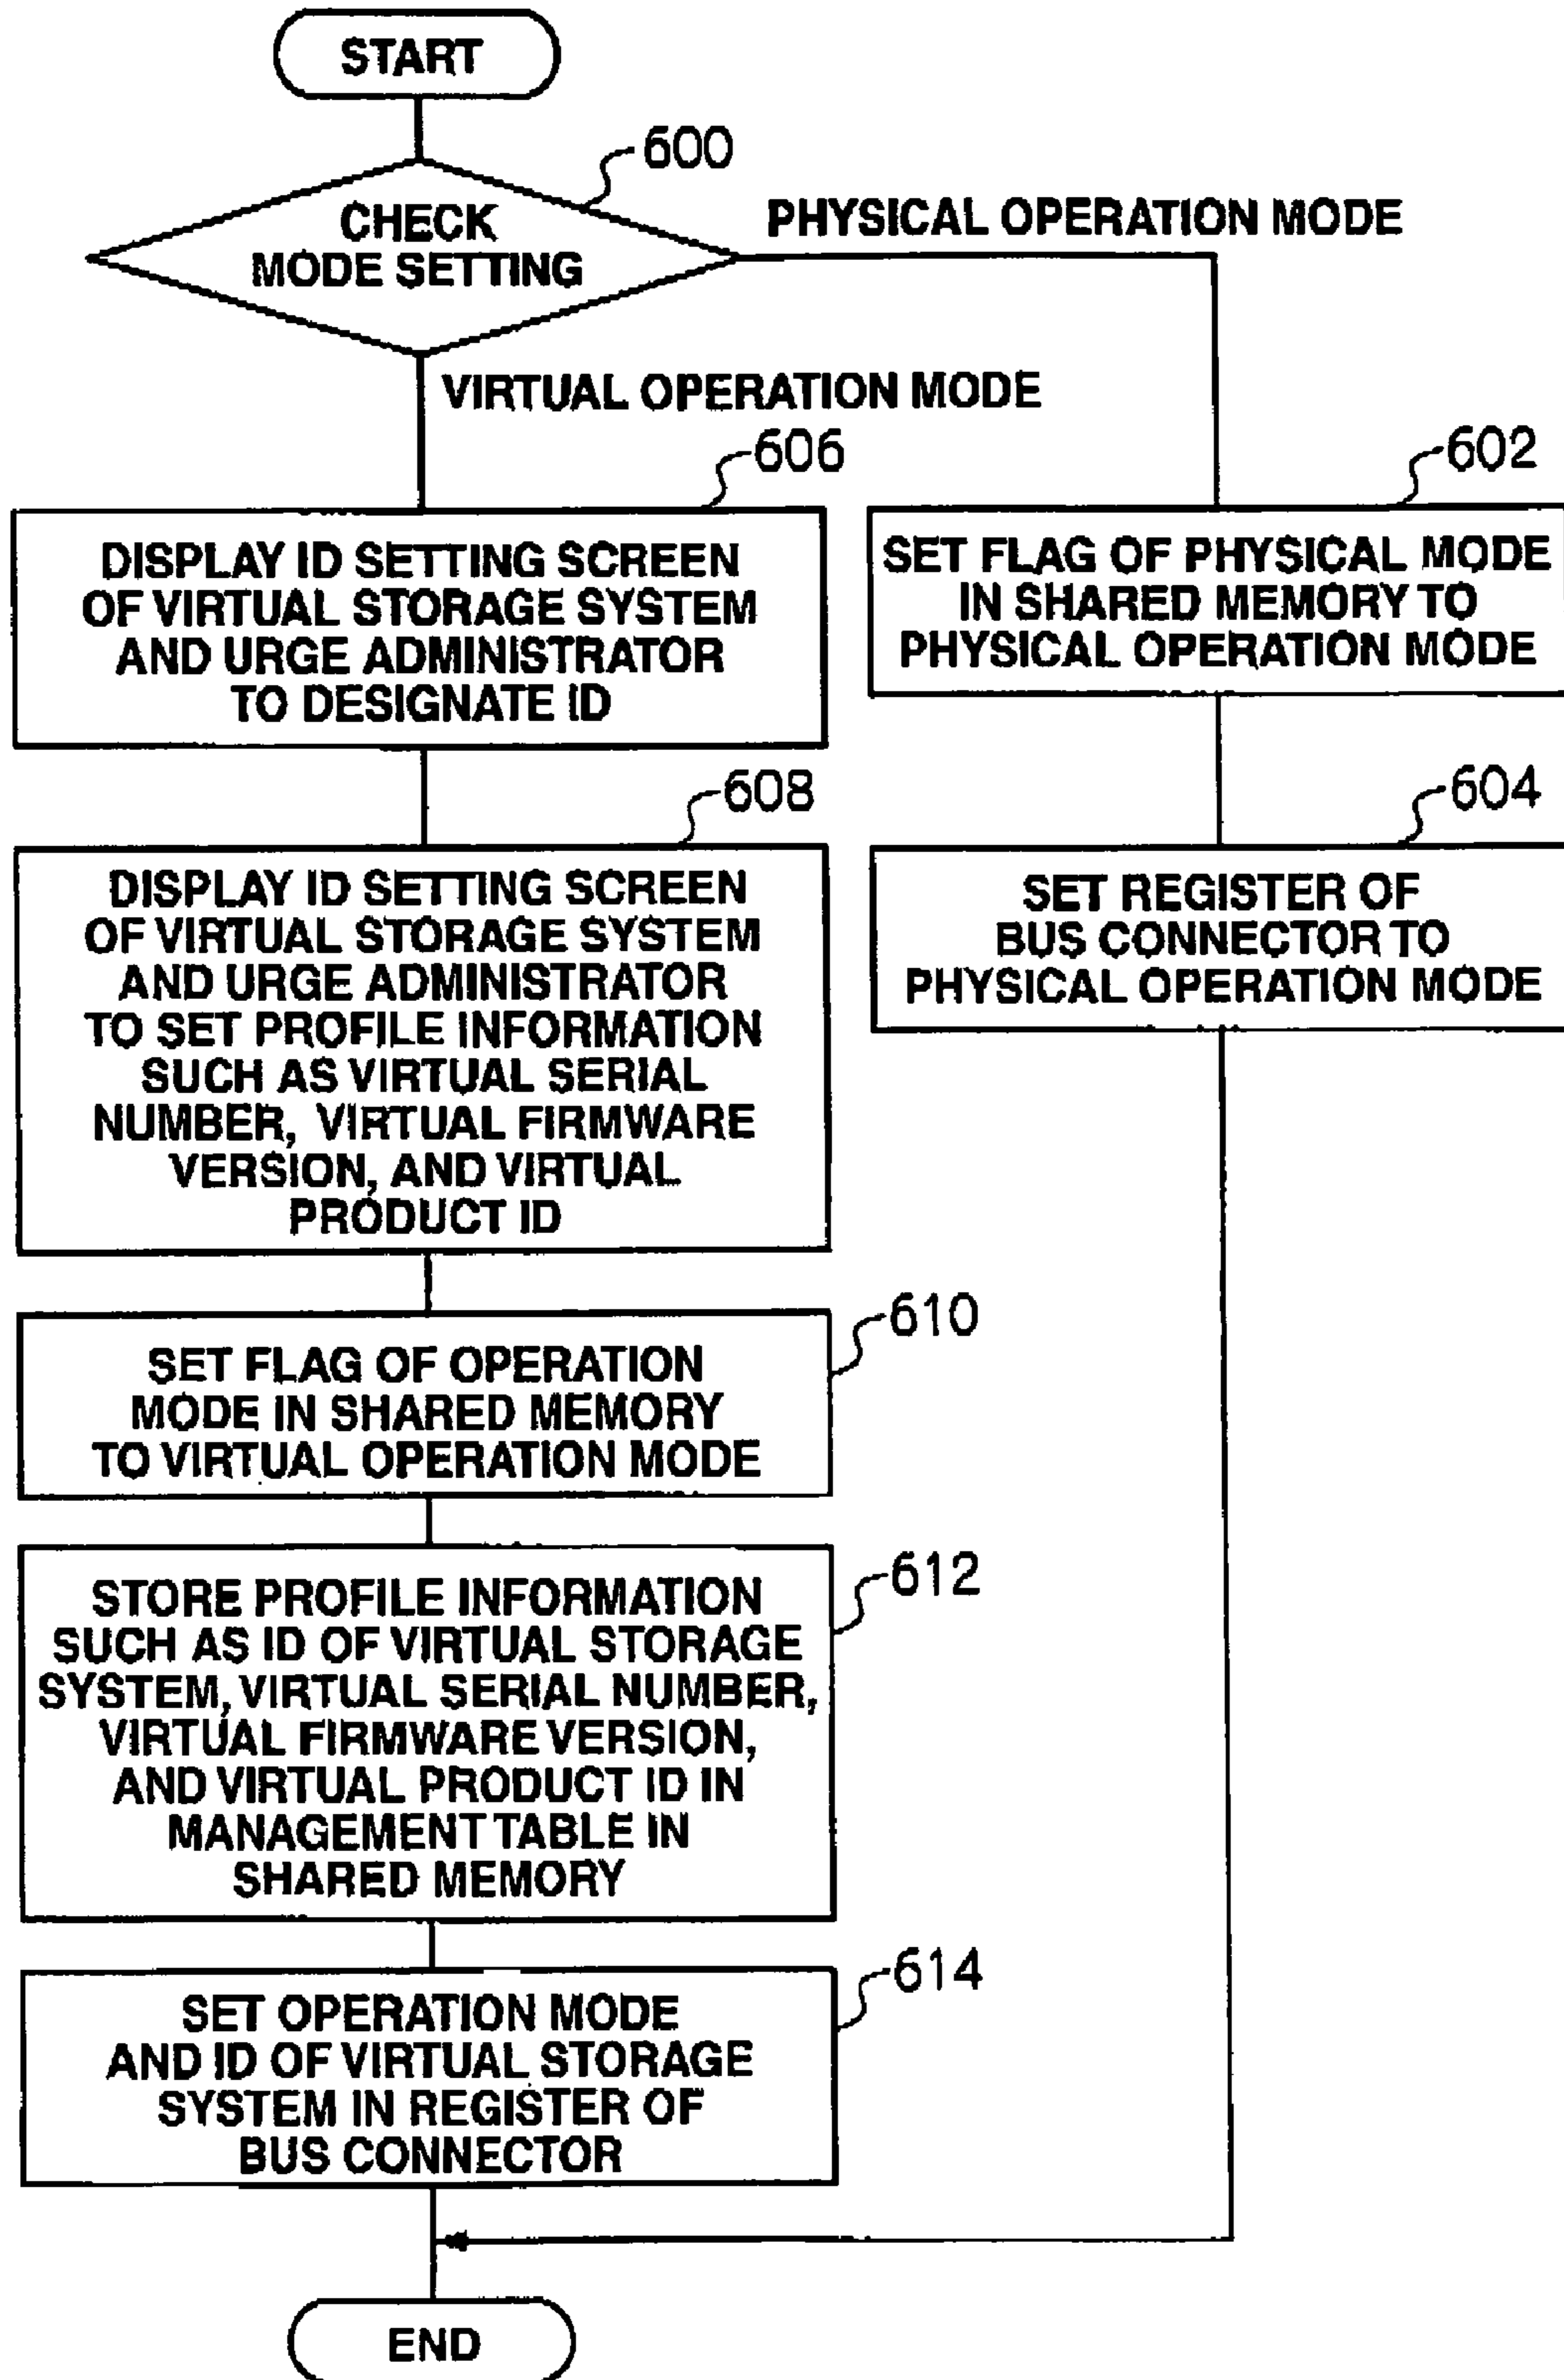 START
600
CHECK
MODE SETTING
PHYSICAL OPERATION MODE
VIRTUAL OPERATION MODE
606
DISPLAY ID SETTING SCREEN
OF VIRTUAL STORAGE SYSTEM
AND URGE ADMINISTRATOR
TO DESIGNATE ID
602
SET FLAG OF PHYSICAL MODE
IN SHARED MEMORY TO
PHYSICAL OPERATION MODE
608
DISPLAY ID SETTING SCREEN
OF VIRTUAL STORAGE SYSTEM
AND URGE ADMINISTRATOR
TO SET PROFILE INFORMATION
SUCH AS VIRTUAL SERIAL
NUMBER, VIRTUAL FIRMWARE
VERSION, AND VIRTUAL
PRODUCT ID
604
SET REGISTER OF
BUS CONNECTOR TO
PHYSICAL OPERATION MODE
610
SET FLAG OF OPERATION
MODE IN SHARED MEMORY
TO VIRTUAL OPERATION MODE
612
STORE PROFILE INFORMATION
SUCH AS ID OF VIRTUAL STORAGE
SYSTEM, VIRTUAL SERIAL NUMBER,
VIRTUAL FIRMWARE VERSION,
AND VIRTUAL PRODUCT ID IN
MANAGEMENT TABLE IN
SHARED MEMORY
614
SET OPERATION MODE
AND ID OF VIRTUAL STORAGE
SYSTEM IN REGISTER OF
BUS CONNECTOR
END